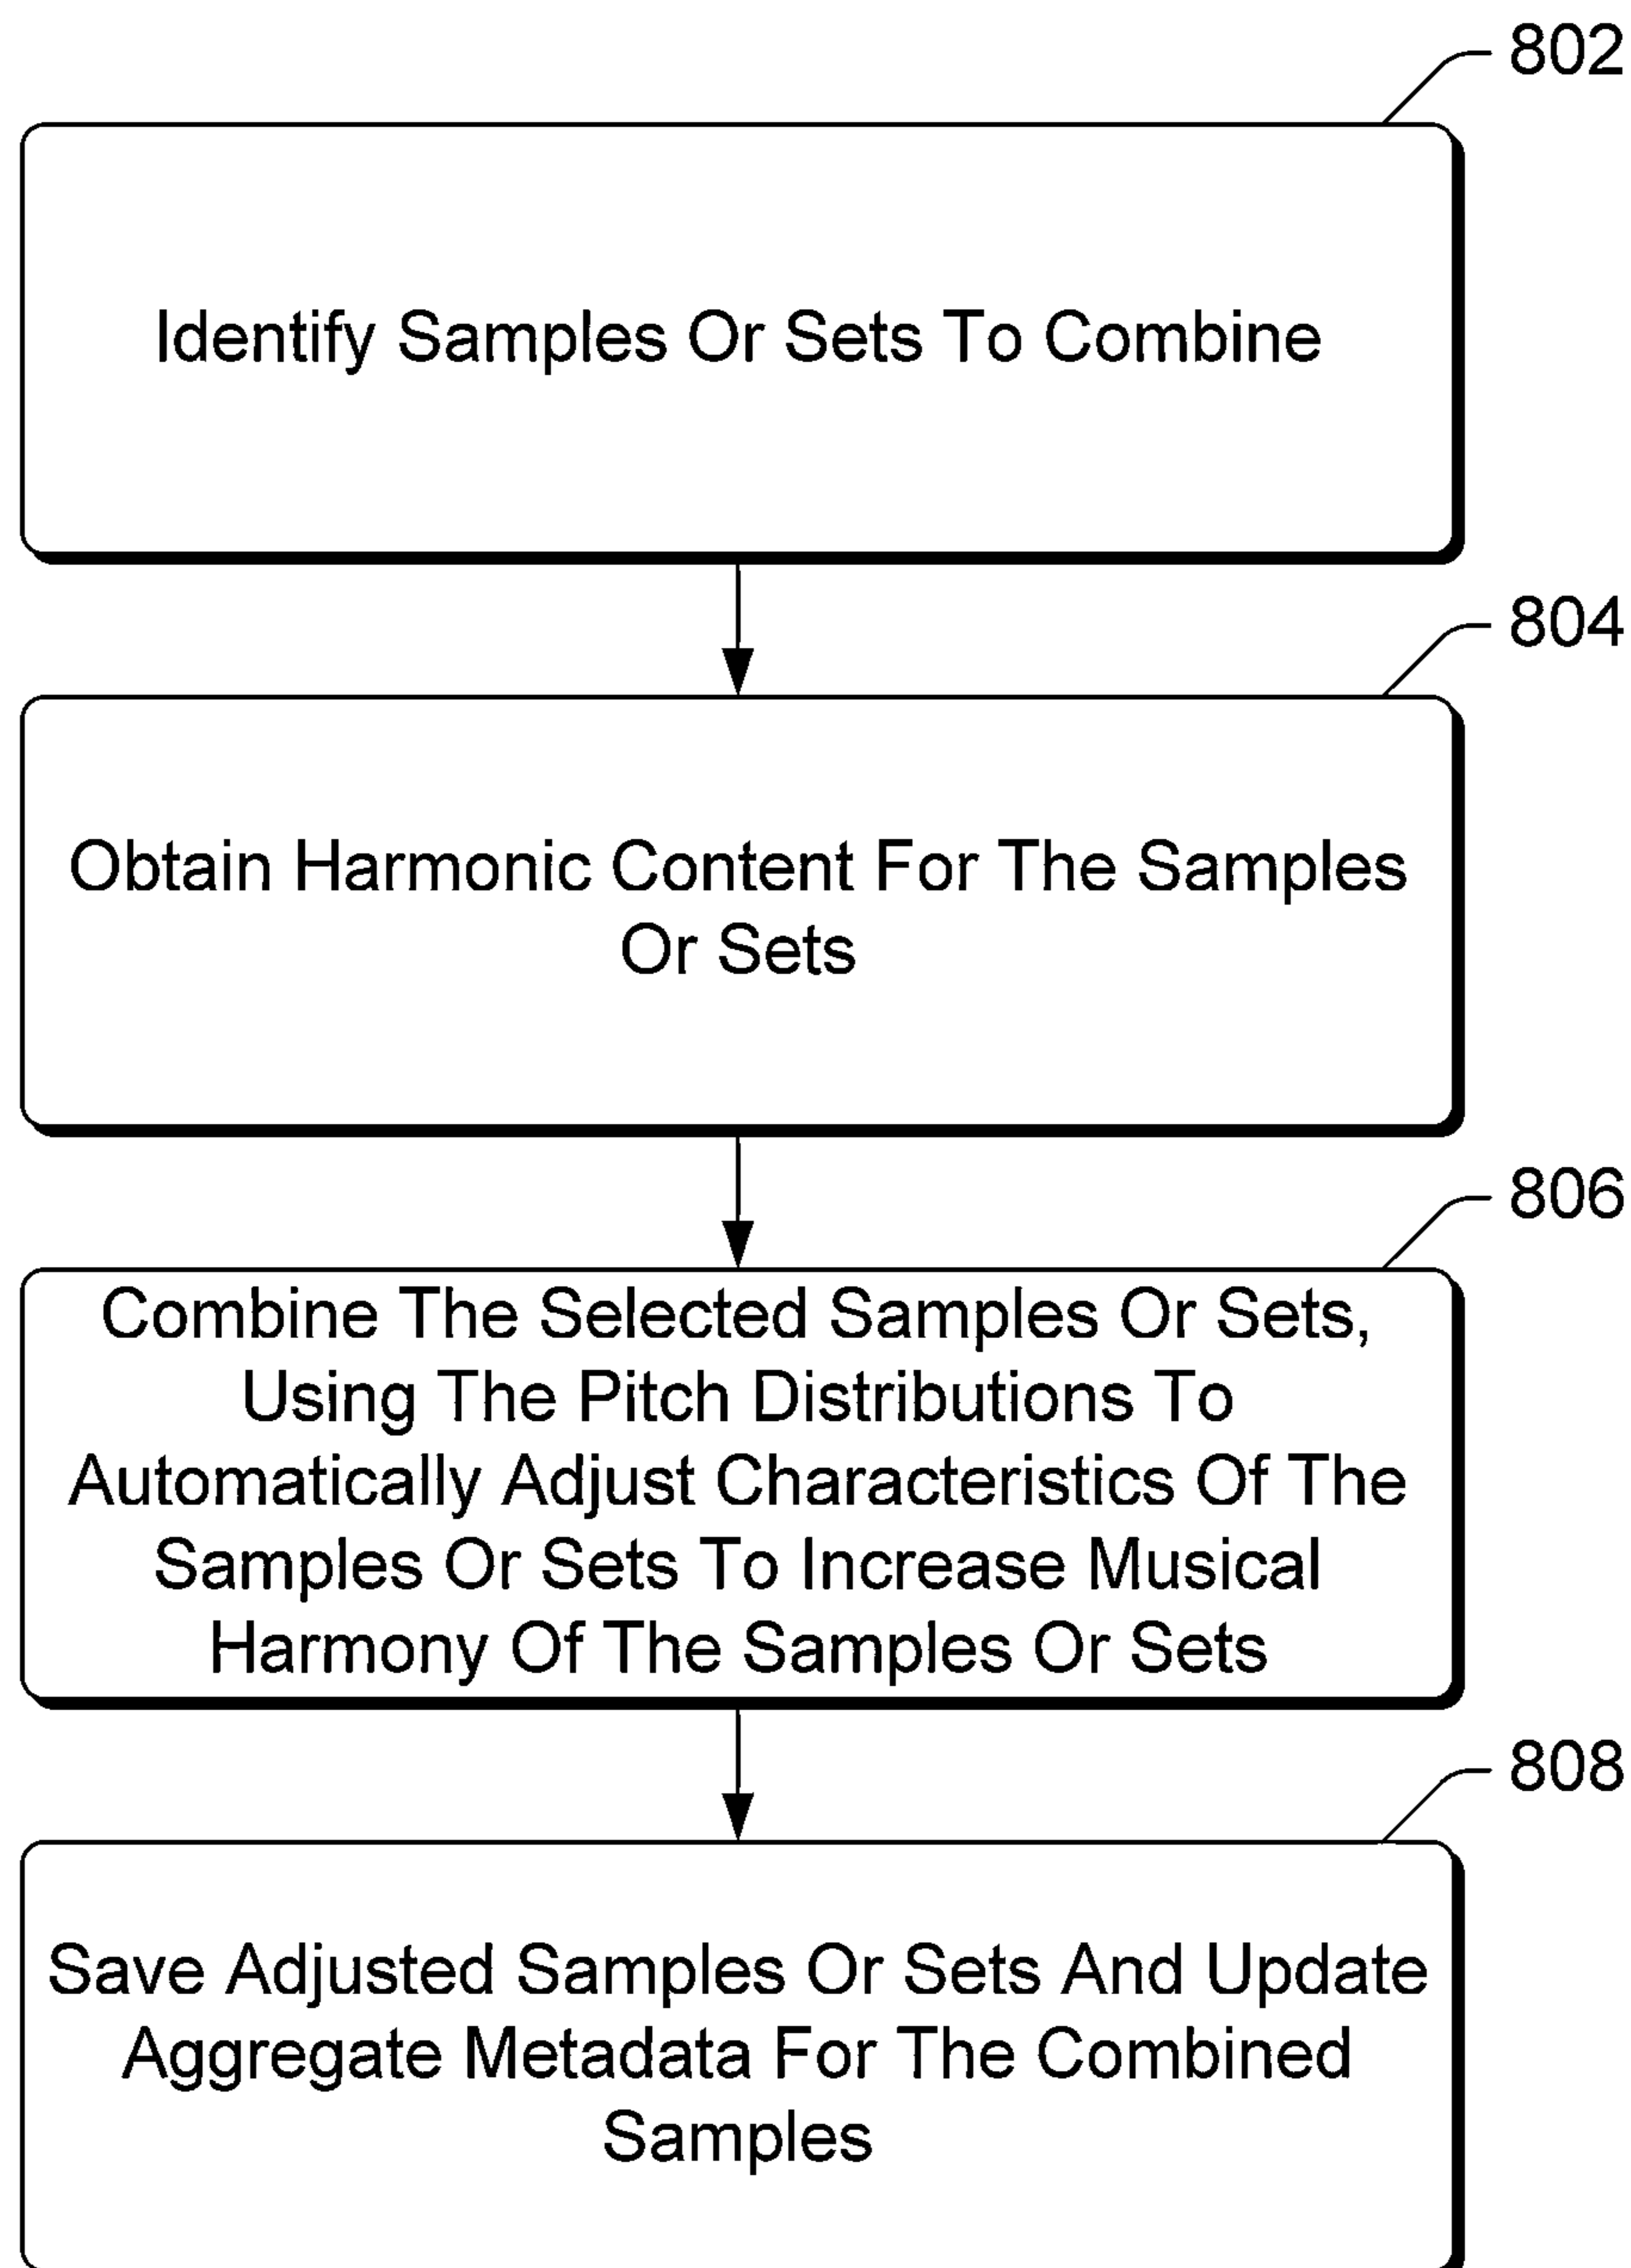 802
Identify Samples Or Sets To Combine
804
Obtain Harmonic Content For The Samples
Or Sets
806
Combine The Selected Samples Or Sets,
Using The Pitch Distributions To
Automatically Adjust Characteristics Of The
Samples Or Sets To Increase Musical
Harmony Of The Samples Or Sets
808
Save Adjusted Samples Or Sets And Update
Aggregate Metadata For The Combined
Samples